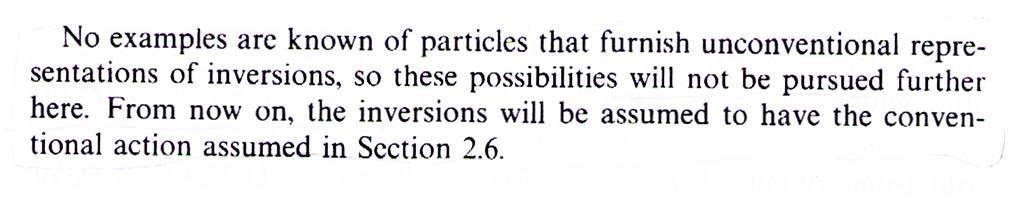 No examples are known of particles that furnish unconventional repre-
sentations of inversions, so these possibilities will not be pursued further
here. From now on, the inversions will be assumed to have the conven-
tional action assumed in Section 2.6.